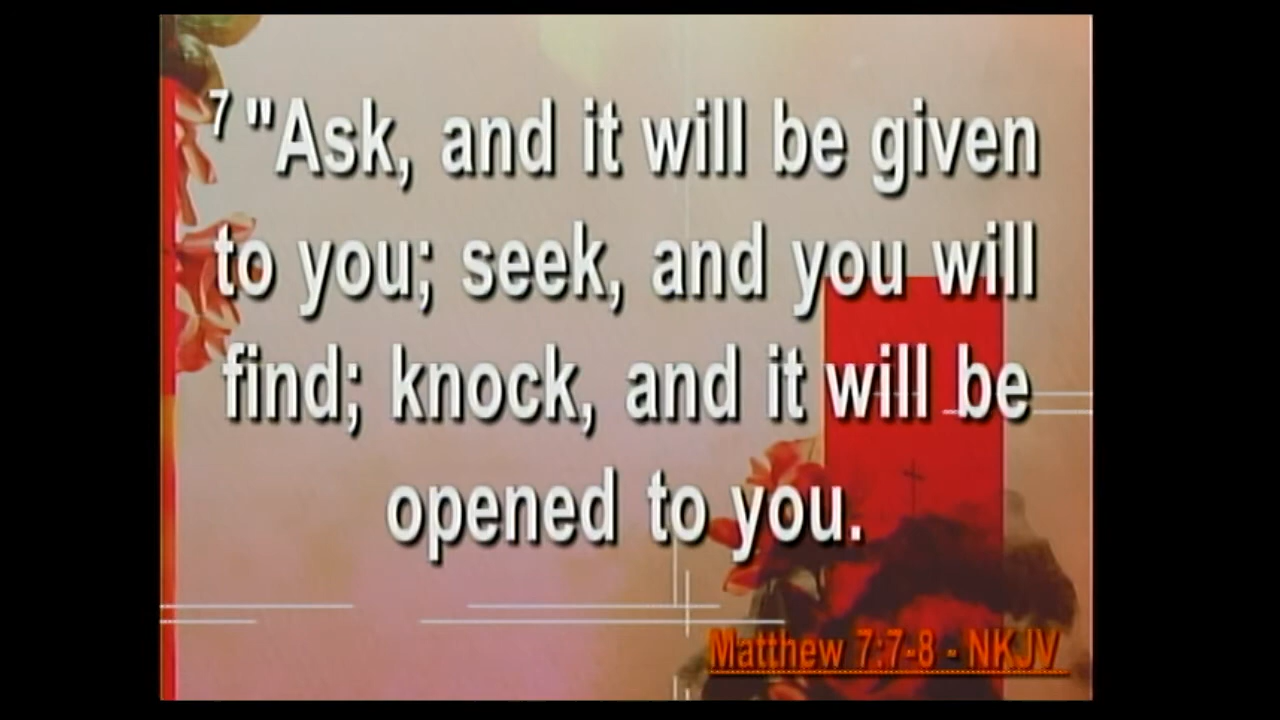 7 "Ask, and it will be given
to you; seek, and you will
find; knock, and it will be
opened to you.
Matthew 7:7-8 - NKJV